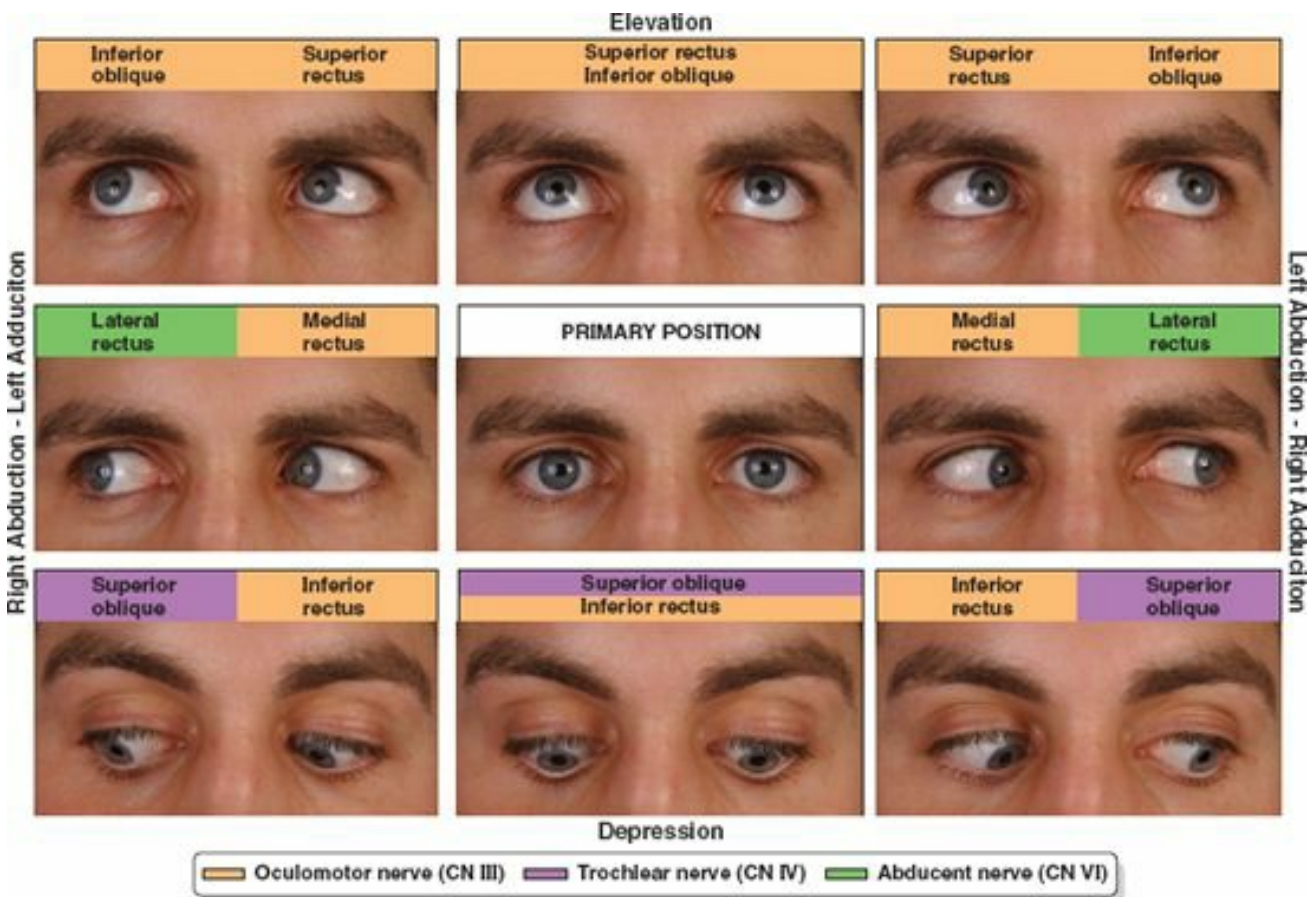 Elevation
Inferior oblique
Superior rectus
Superior rectus
Inferior oblique
Superior rectus
Inferior oblique
Right Abduction - Left Adduciton
Lateral rectus
Medial rectus
PRIMARY POSITION
Medial rectus
Lateral rectus
Left Abduction - Right Adduciton
Superior oblique
Inferior rectus
Superior oblique
Inferior rectus
Inferior rectus
Superior oblique
Depression
Oculomotor nerve (CN III) Trochlear nerve (CN IV) Abducent nerve (CN VI)